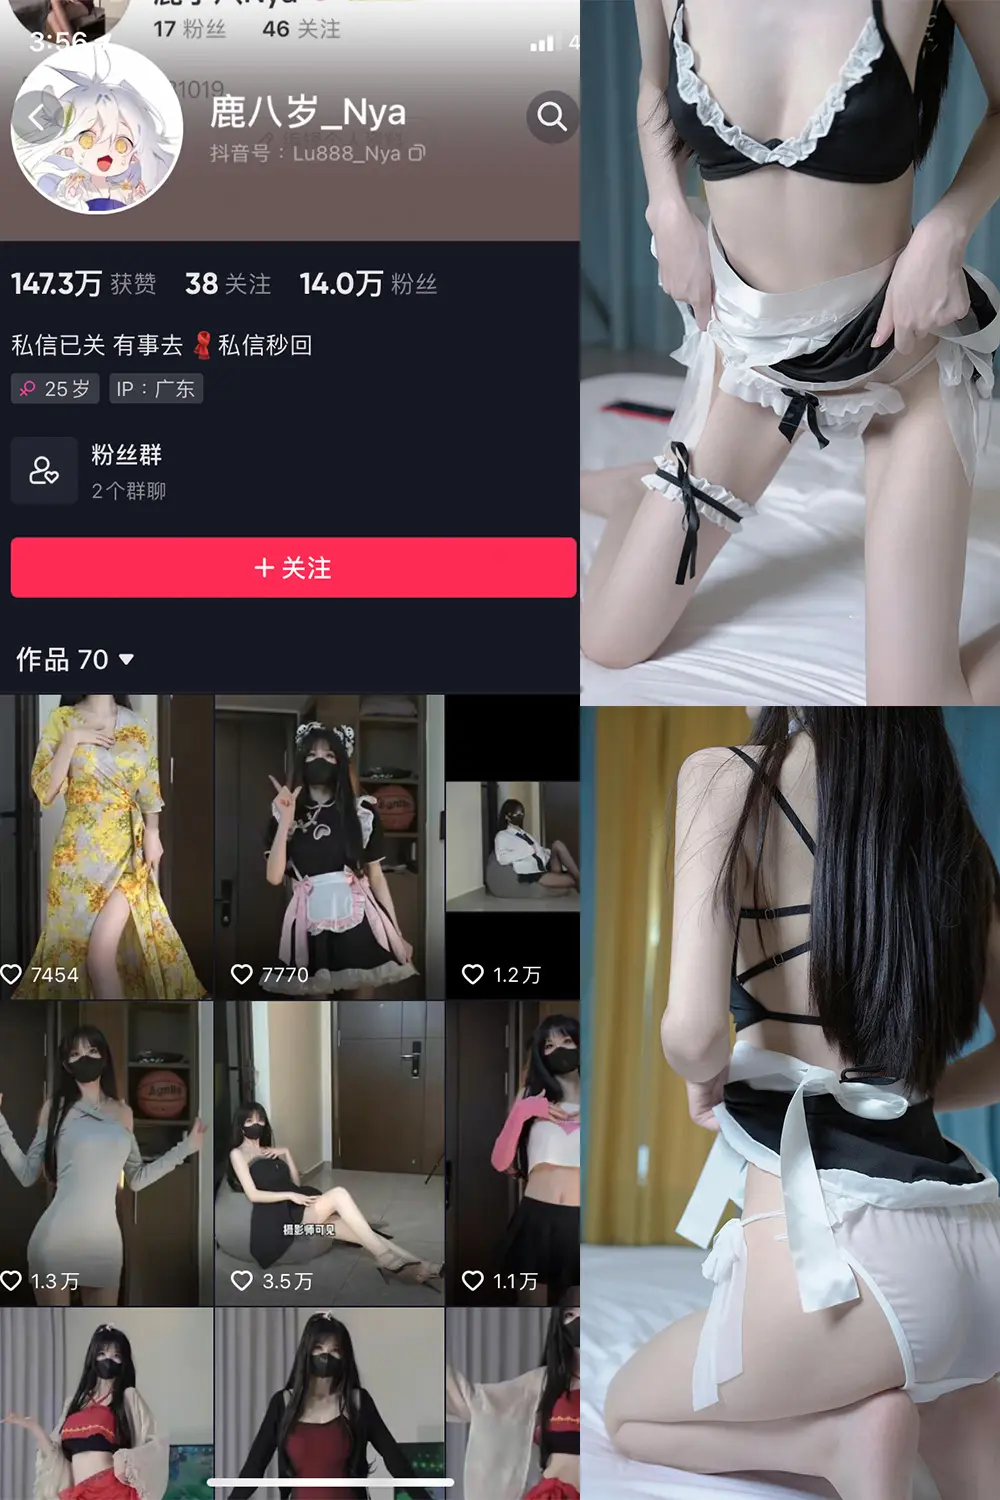 17 粉丝 46 关注
3:56
4
31019
鹿八岁_Nya
抖音号：Lu888_Nya
147.3万 获赞 38 关注 14.0万 粉丝
私信已关 有事去 私信秒回
25岁 IP：广东
粉丝群
2个群聊
+ 关注
作品 70
7454
7770
1.2万
1.3万
摄影师可见
3.5万
1.1万